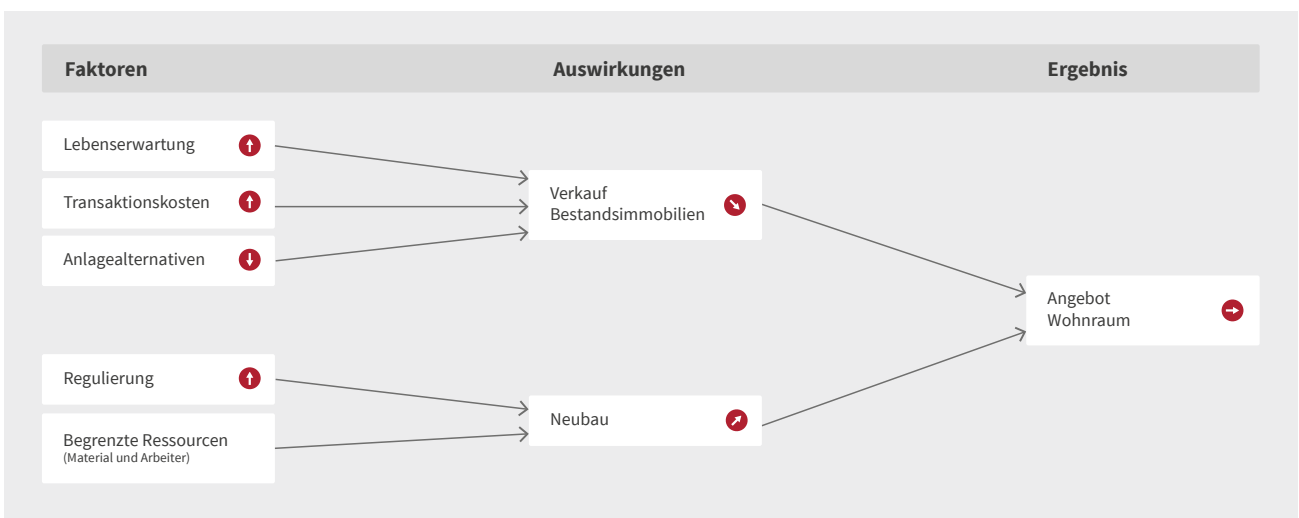 Faktoren
Auswirkungen
Ergebnis
Lebenserwartung
Transaktionskosten
Anlagealternativen
Regulierung
Begrenzte Ressourcen
(Material und Arbeiter)
Verkauf
Bestandsimmobilien
Neubau
Angebot
Wohnraum